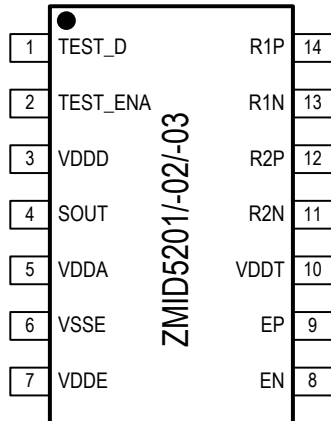 1 TEST_D R1P 14
2 TEST_ENA R1N 13
3 VDDD R2P 12
4 SOUT R2N 11
5 VDDA VDDT 10
6 VSSE EP 9
7 VDDE EN 8
ZMID5201/-02/-03